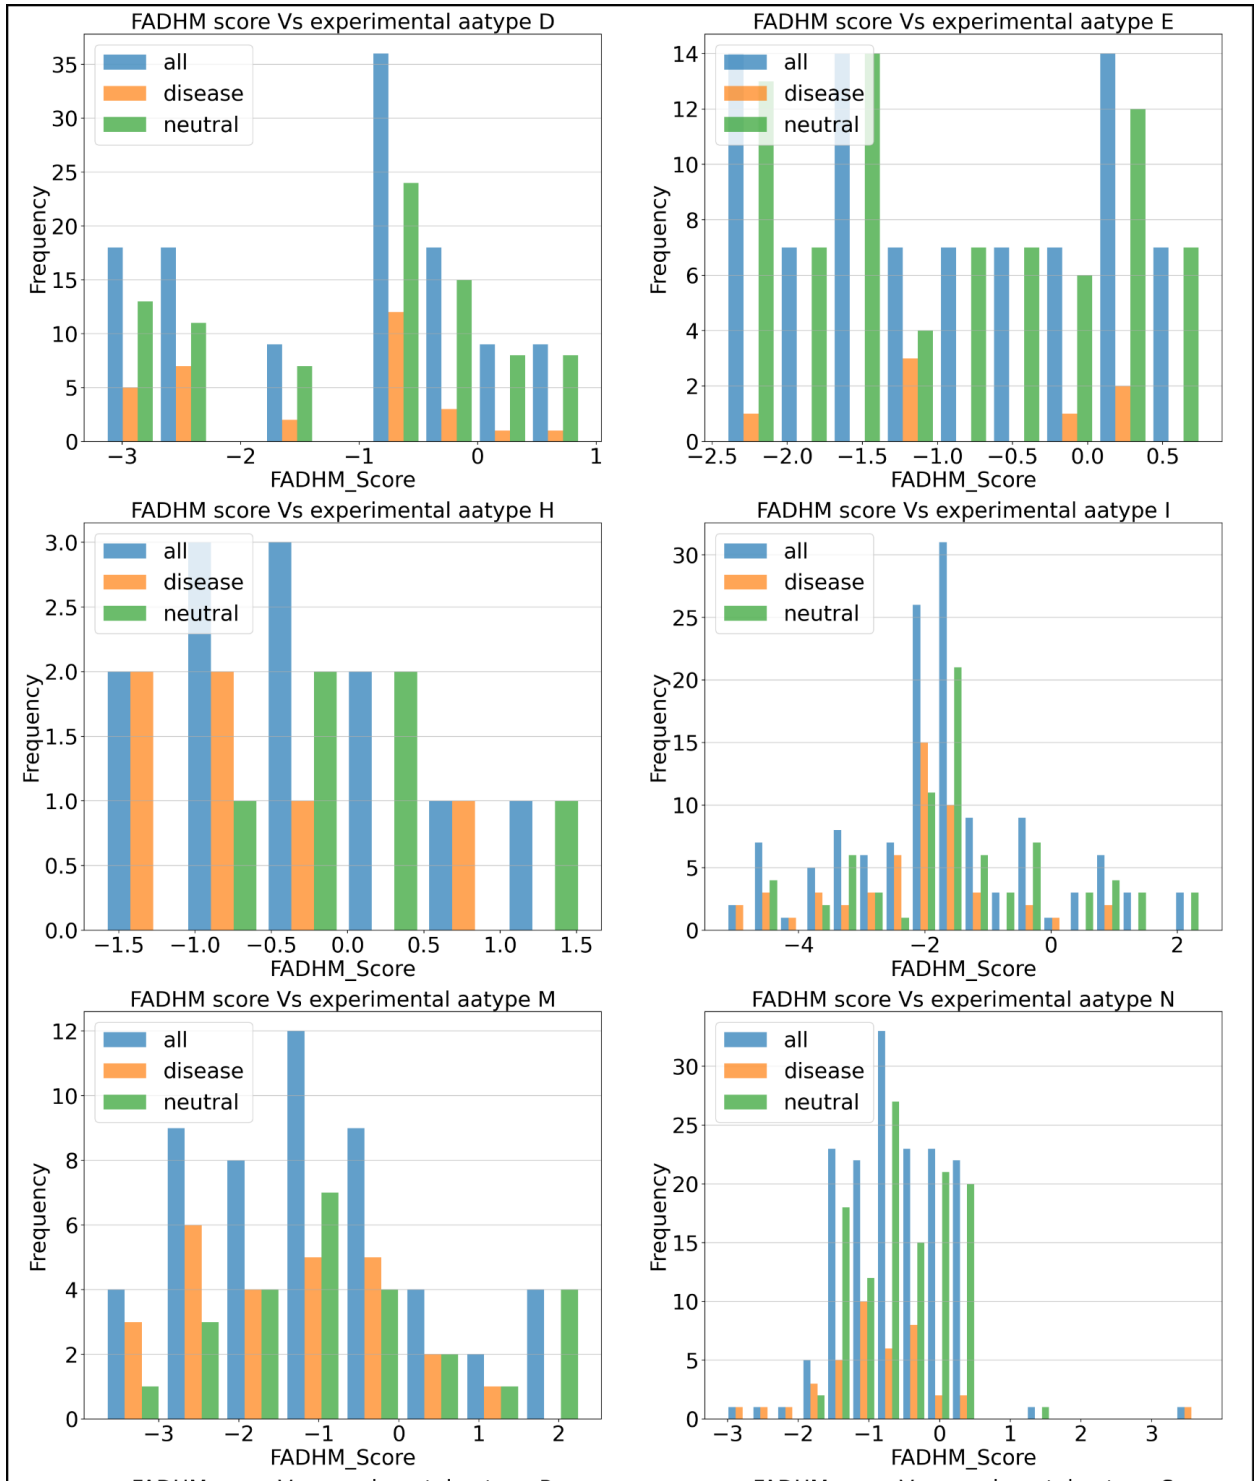 FADHM score Vs experimental aatype D
all
disease
neutral
35
30
25
20
15
10
5
0
Frequency
−3 −2 −1 0 1
FADHM_Score
FADHM score Vs experimental aatype E
all
disease
neutral
14
12
10
8
6
4
2
0
Frequency
−2.5 −2.0 −1.5 −1.0 −0.5 0.0 0.5
FADHM_Score
FADHM score Vs experimental aatype H
all
disease
neutral
3.0
2.5
2.0
1.5
1.0
0.5
0.0
Frequency
−1.5 −1.0 −0.5 0.0 0.5 1.0 1.5
FADHM_Score
FADHM score Vs experimental aatype I
all
disease
neutral
30
25
20
15
10
5
0
Frequency
−4 −2 0 2
FADHM_Score
FADHM score Vs experimental aatype M
all
disease
neutral
12
10
8
6
4
2
0
Frequency
−3 −2 −1 0 1 2
FADHM_Score
FADHM score Vs experimental aatype N
all
disease
neutral
30
25
20
15
10
5
0
Frequency
−3 −2 −1 0 1 2 3
FADHM_Score